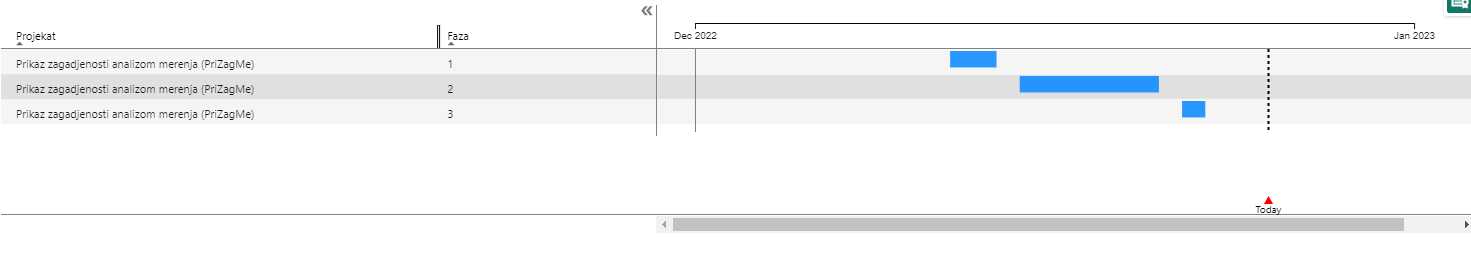 Projekat Faza Dec 2022 Jan 2023
Prikaz zagadjenosti analizom merenja (PriZagMe) 1
Prikaz zagadjenosti analizom merenja (PriZagMe) 2
Prikaz zagadjenosti analizom merenja (PriZagMe) 3
Today